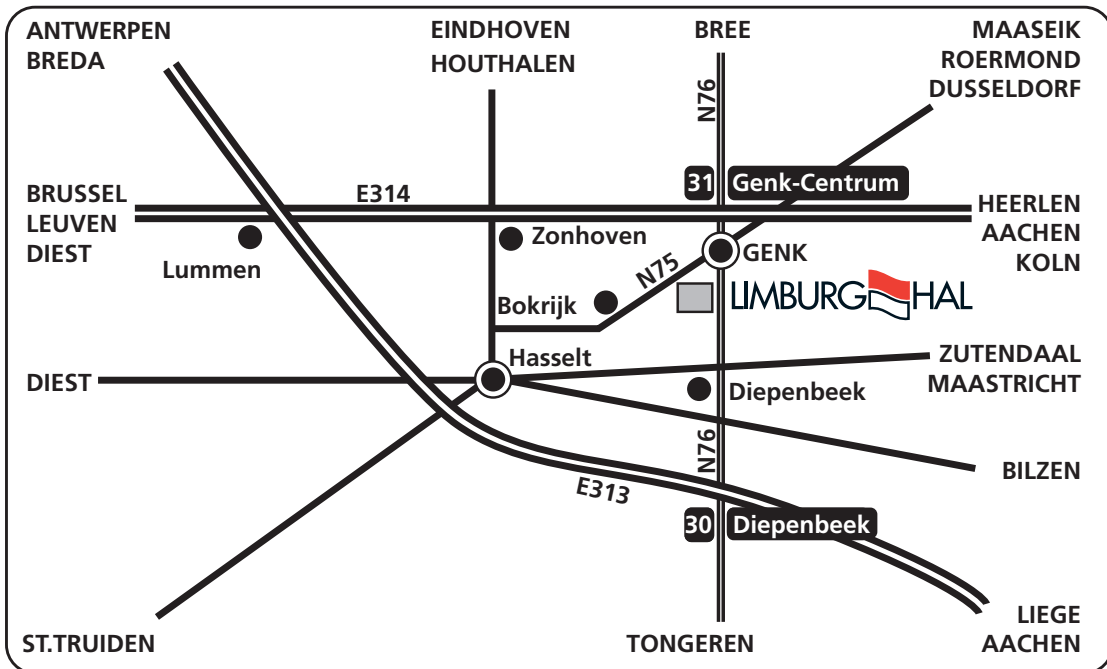 ANTWERPEN
BREDA
EINDHOVEN
HOUTHALEN
BREE
MAASEIK
ROERMOND
DUSSELDORF
N76
31 Genk-Centrum
BRUSSEL
LEUVEN
DIEST
E314
HEERLEN
AACHEN
KOLN
Lummen
Zonhoven
GENK
N75
Bokrijk
LIMBURG HAL
Hasselt
ZUTENDAAL
MAASTRICHT
DIEST
Diepenbeek
N76
BILZEN
E313
30 Diepenbeek
ST.TRUIDEN
TONGEREN
LIEGE
AACHEN